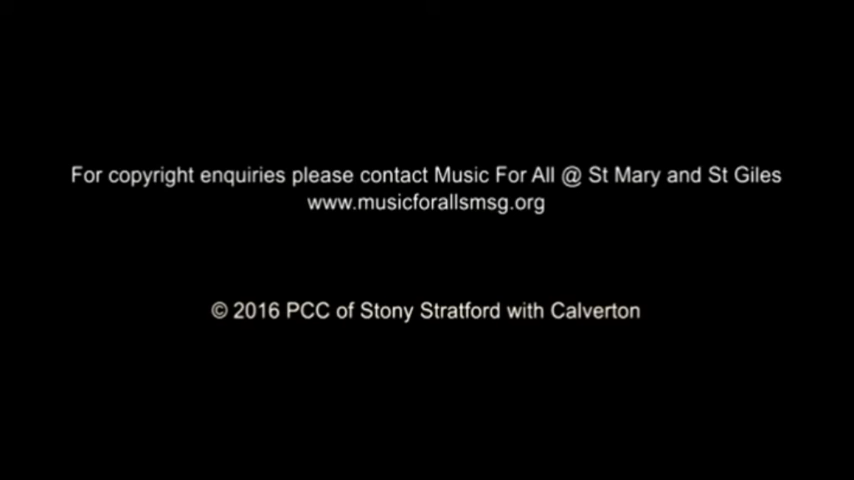 For copyright enquiries please contact Music For All @ St Mary and St Giles
www.musicforallsmsg.org
© 2016 PCC of Stony Stratford with Calverton